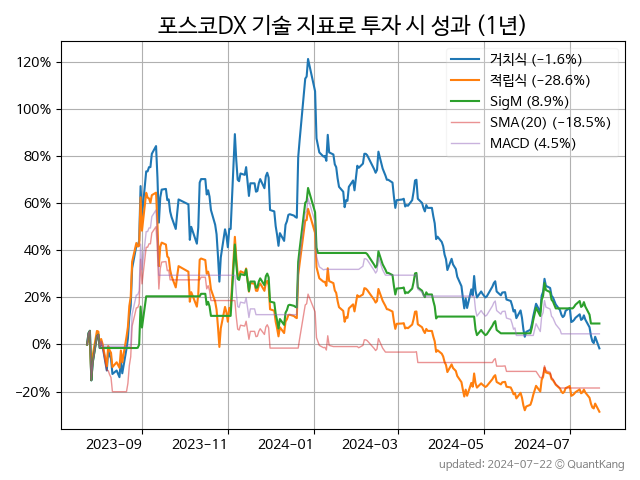 포스코DX 기술 지표로 투자 시 성과 (1년)
거치식 (−1.6%)
적립식 (−28.6%)
SigM (8.9%)
SMA(20) (−18.5%)
MACD (4.5%)
120%
100%
80%
60%
40%
20%
0%
−20%
2023-09
2023-11
2024-01
2024-03
2024-05
2024-07
updated: 2024-07-22 © QuantKang